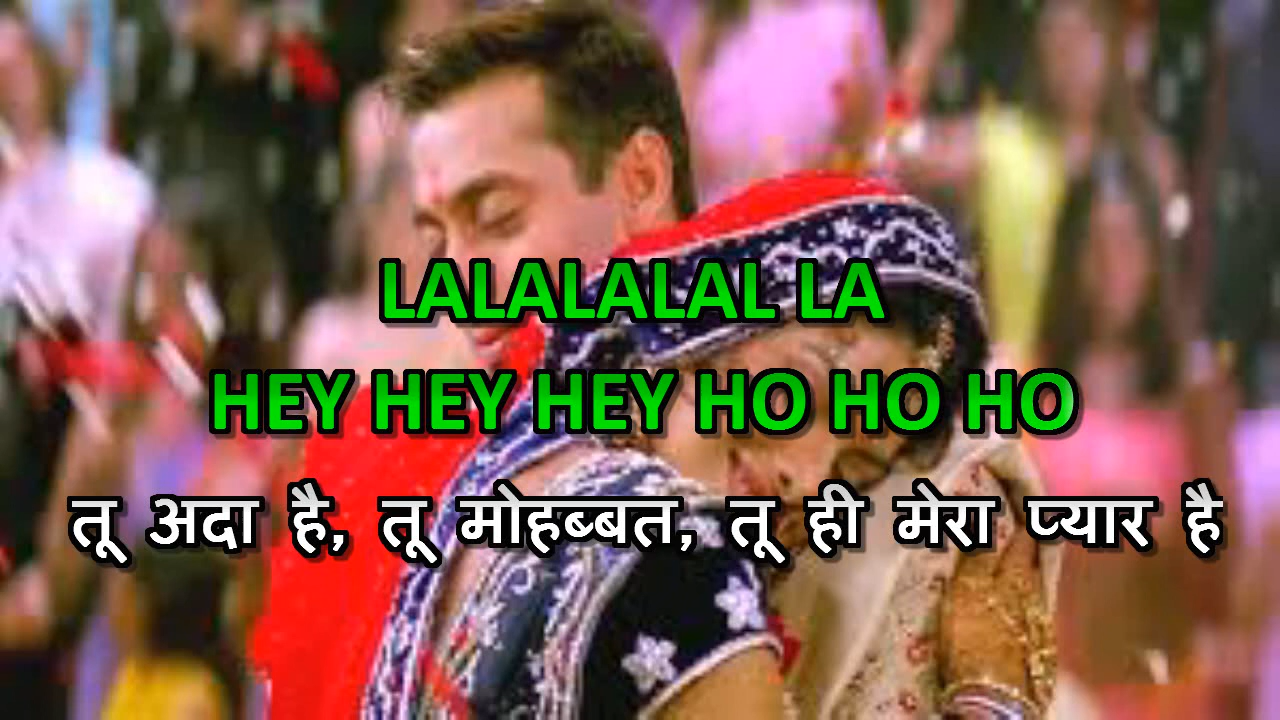 LALALALAL LA
HEY HEY HEY HO HO HO
तू अदा है, तू मोहब्बत, तू ही मेरा प्यार है